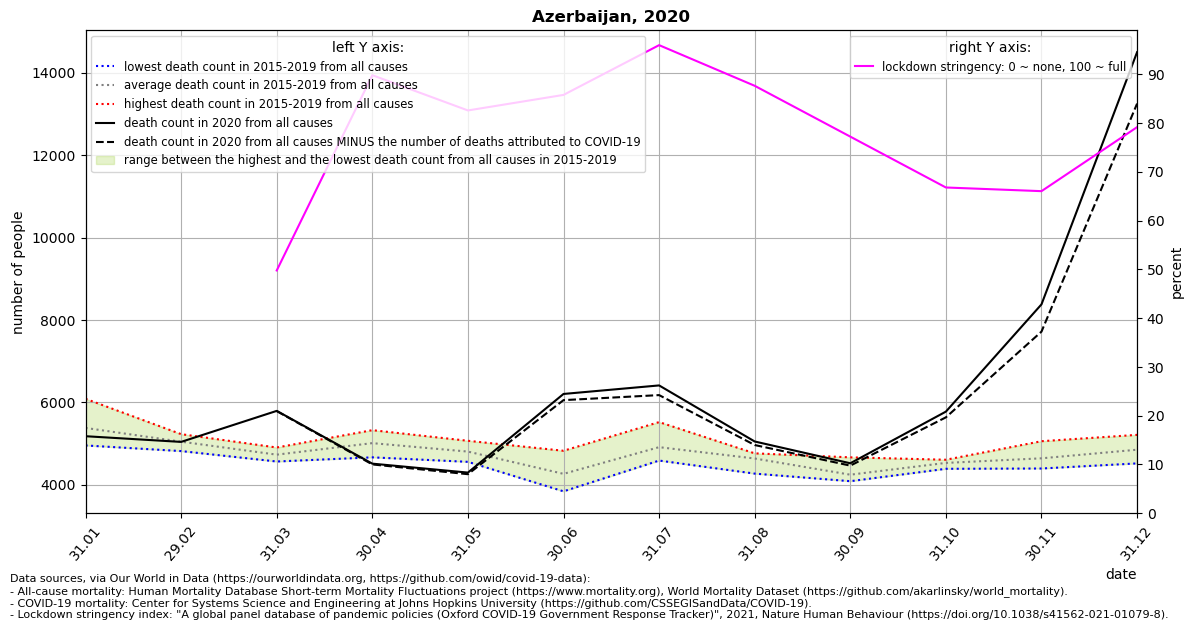 Azerbaijan, 2020
left Y axis:
lowest death count in 2015-2019 from all causes
average death count in 2015-2019 from all causes
highest death count in 2015-2019 from all causes
death count in 2020 from all causes
death count in 2020 from all causes MINUS the number of deaths attributed to COVID-19
range between the highest and the lowest death count from all causes in 2015-2019
right Y axis:
lockdown stringency: 0 ~ none, 100 ~ full
number of people
14000
12000
10000
8000
6000
4000
percent
90
80
70
60
50
40
30
20
10
0
31.01
29.02
31.03
30.04
31.05
30.06
31.07
31.08
30.09
31.10
30.11
31.12
date
Data sources, via Our World in Data (https://ourworldindata.org, https://github.com/owid/covid-19-data):
- All-cause mortality: Human Mortality Database Short-term Mortality Fluctuations project (https://www.mortality.org), World Mortality Dataset (https://github.com/akarlinsky/world_mortality).
- COVID-19 mortality: Center for Systems Science and Engineering at Johns Hopkins University (https://github.com/CSSEGISandData/COVID-19).
- Lockdown stringency index: "A global panel database of pandemic policies (Oxford COVID-19 Government Response Tracker)", 2021, Nature Human Behaviour (https://doi.org/10.1038/s41562-021-01079-8).